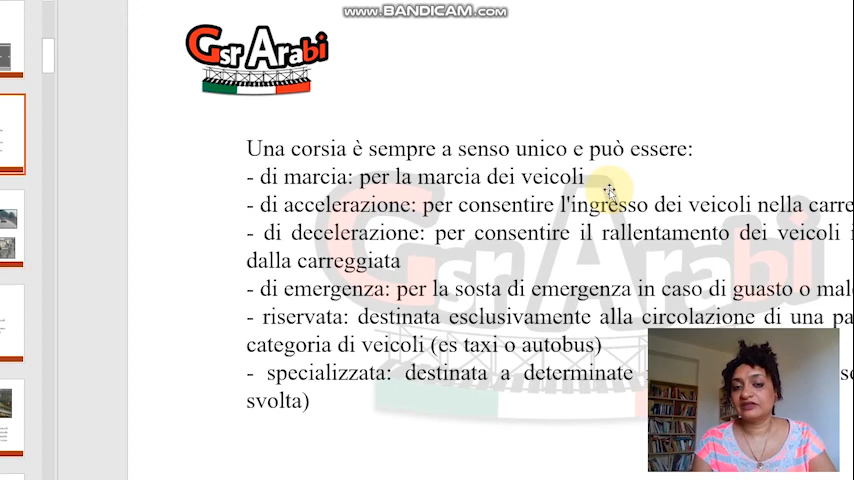 www.BANDICAM.com
Gsr Arabi
Una corsia è sempre a senso unico e può essere:
- di marcia: per la marcia dei veicoli
- di accelerazione: per consentire l'ingresso dei veicoli nella
- di decelerazione: per consentire il rallentamento dei veicoli
dalla carreggiata
- di emergenza: per la sosta di emergenza in caso di guasto o
- riservata: destinata esclusivamente alla circolazione di una
categoria di veicoli (es taxi o autobus)
- specializzata: destinata a determinate
svolta)
Gsr Arabi